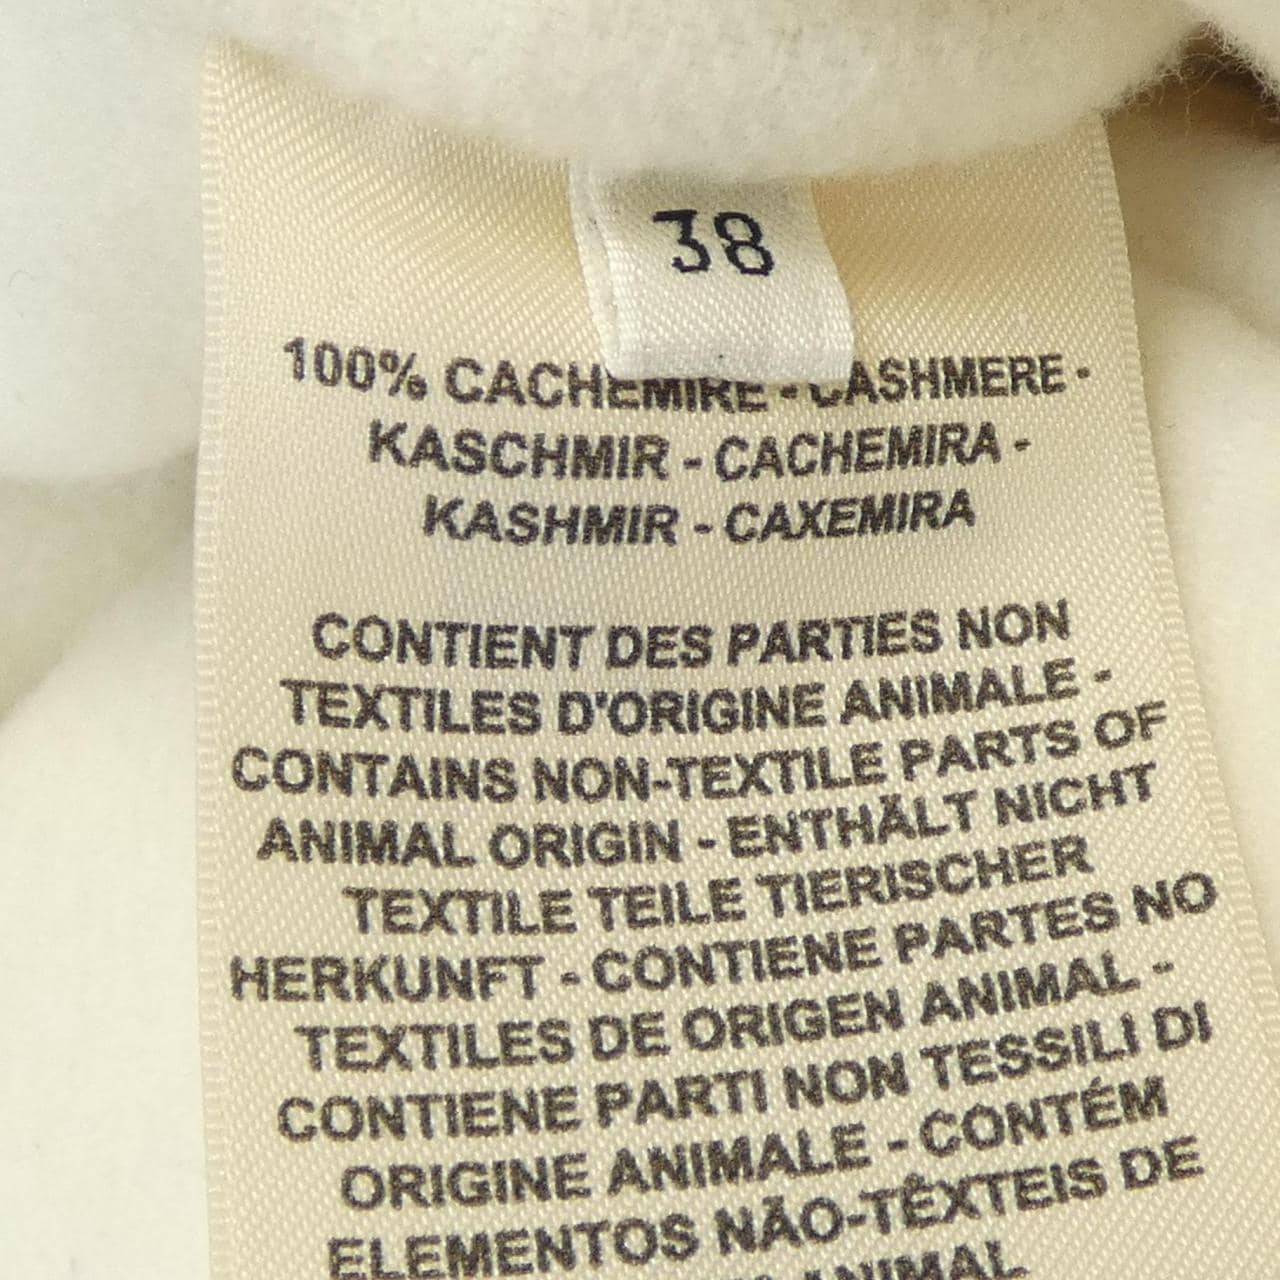 38
100% CACHEMIRE - CASHMERE -
KASCHMIR - CACHEMIRA -
KASHMIR - CAXEMIRA
CONTIENT DES PARTIES NON
TEXTILES D'ORIGINE ANIMALE -
CONTAINS NON-TEXTILE PARTS OF
ANIMAL ORIGIN - ENTHÄLT NICHT
TEXTILE TEILE TIERISCHER
HERKUNFT - CONTIENE PARTES NO
TEXTILES DE ORIGEN ANIMAL -
CONTIENE PARTI NON TESSILI DI
ORIGINE ANIMALE - CONTÉM
ELEMENTOS NÃO-TÊXTEIS DE
ANIMAL